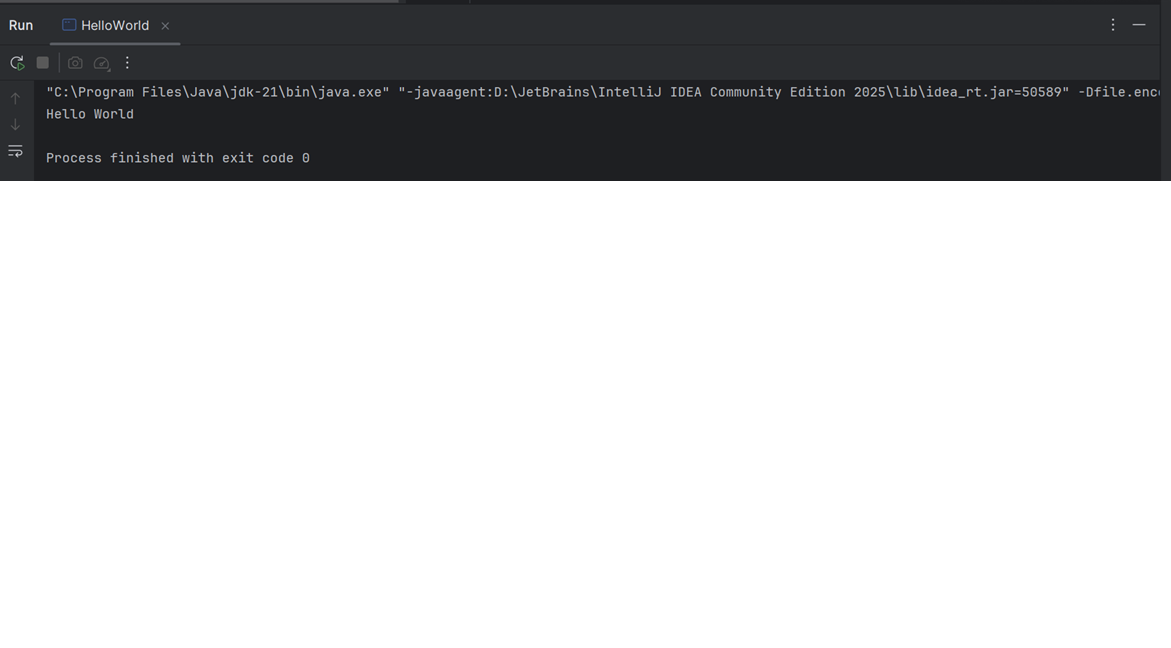 Run HelloWorld
"C:\Program Files\Java\jdk-21\bin\java.exe" "-javaagent:D:\JetBrains\IntelliJ IDEA Community Edition 2025\lib\idea_rt.jar=50589" -Dfile.enc
Hello World
Process finished with exit code 0